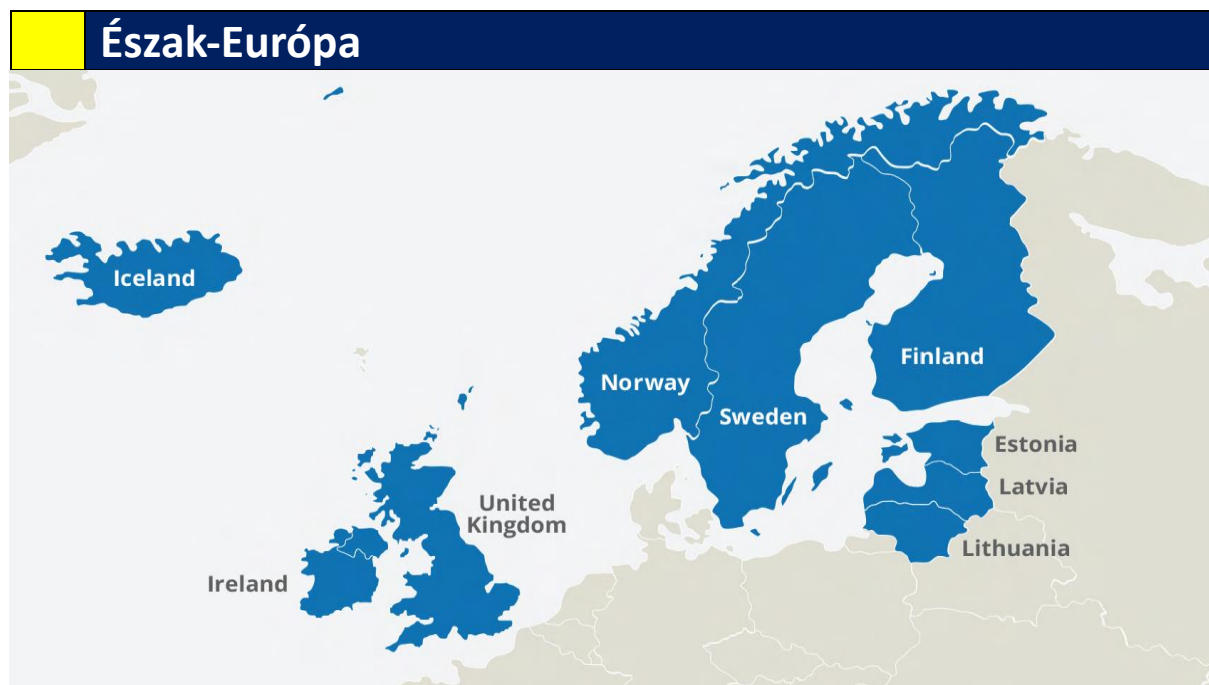 Észak-Európa
Iceland
Norway
Sweden
Finland
Estonia
Latvia
Lithuania
United
Kingdom
Ireland